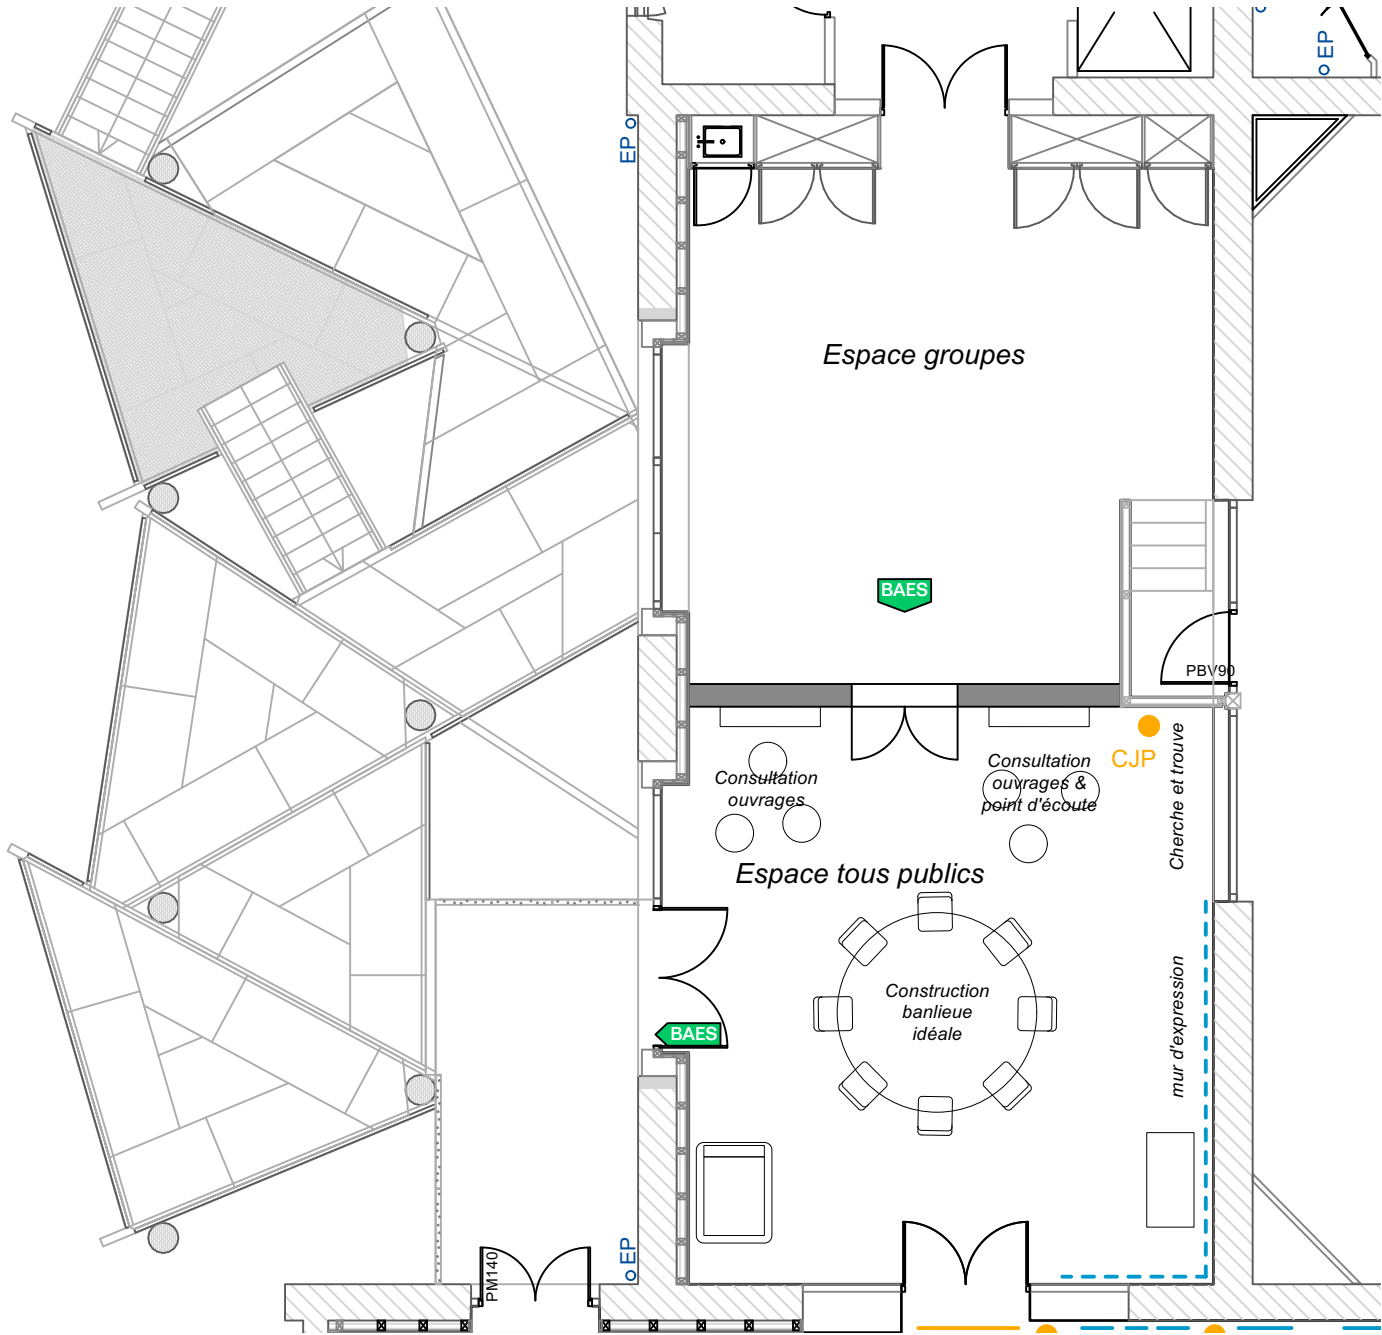 EP
EP
Espace groupes
BAES
PBV90
CJP
Cherche et trouve
Consultation
ouvrages
Consultation
ouvrages &
point d'écoute
Espace tous publics
Construction
banlieue
idéale
mur d'expression
BAES
EP
PM140